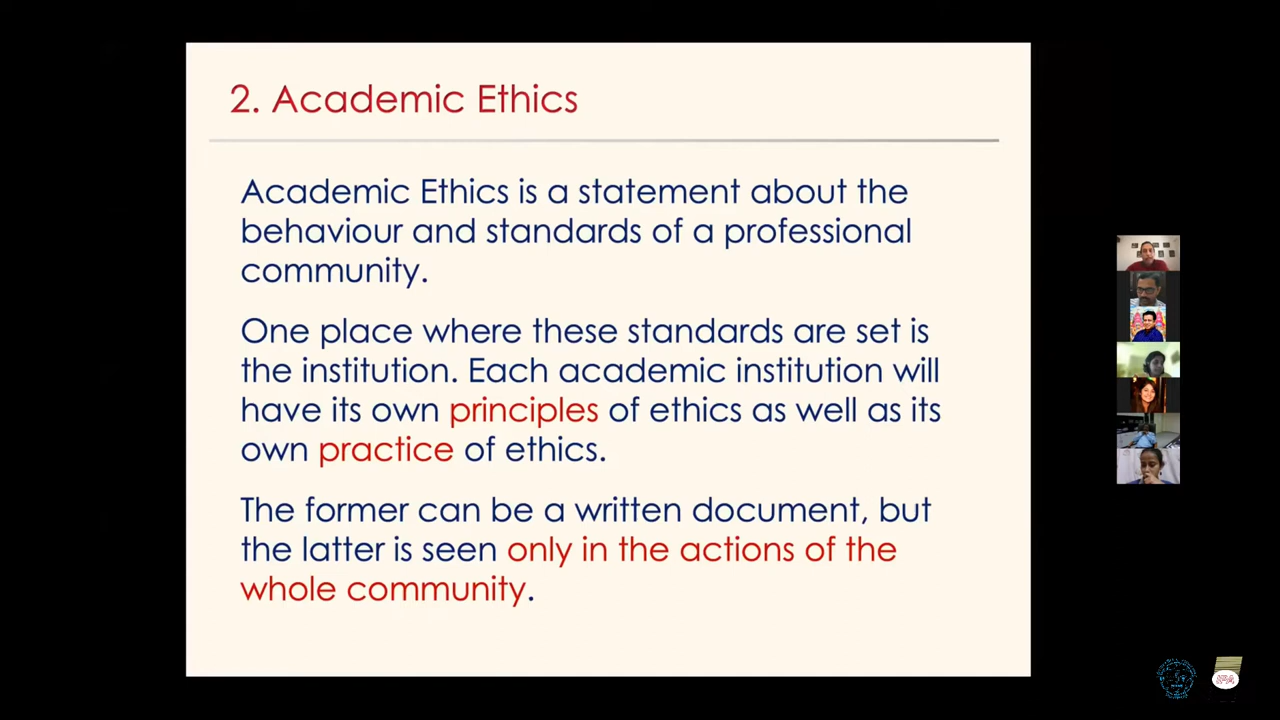 2. Academic Ethics
Academic Ethics is a statement about the
behaviour and standards of a professional
community.
One place where these standards are set is
the institution. Each academic institution will
have its own principles of ethics as well as its
own practice of ethics.
The former can be a written document, but
the latter is seen only in the actions of the
whole community.